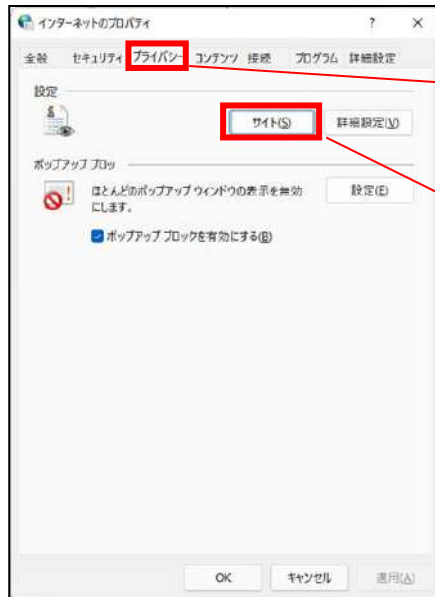 インターネットのプロパティ ? ×
全般 セキュリティ プライバシー コンテンツ 接続 プログラム 詳細設定
設定
サイト(S) 詳細設定(V)
ポップアップ ブロッ
ほとんどのポップアップ ウィンドウの表示を無効 設定(E)
にします。
ポップアップ ブロックを有効にする(B)
OK キャンセル 適用(A)